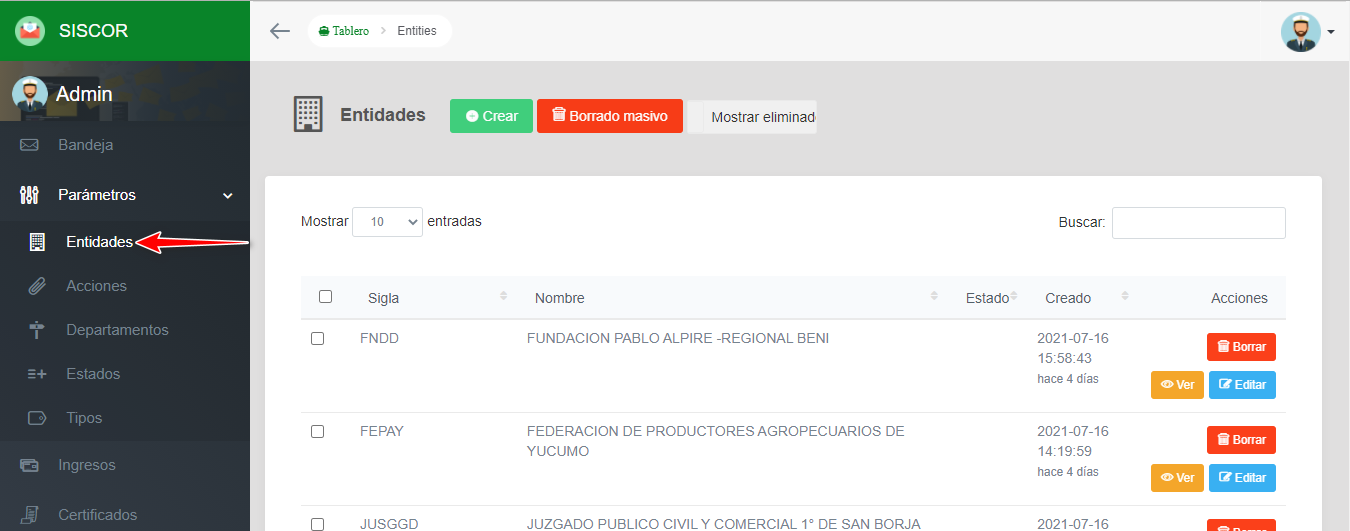 SISCOR
Tablero > Entities
Admin
Bandeja
Parámetros
Entidades
Acciones
Departamentos
Estados
Tipos
Ingresos
Certificados
Entidades
Crear
Borrado masivo
Mostrar eliminad
Mostrar 10 entradas
Buscar:
Sigla Nombre Estado Creado Acciones
FNDD FUNDACION PABLO ALPIRE -REGIONAL BENI 2021-07-16 Borrar
15:58:43
hace 4 días Ver Editar
FEPAY FEDERACION DE PRODUCTORES AGROPECUARIOS DE 2021-07-16 Borrar
YUCUMO 14:19:59
hace 4 días Ver Editar
JUSGGD JUZGADO PUBLICO CIVIL Y COMERCIAL 1° DE SAN BORJA 2021-07-16 Borrar